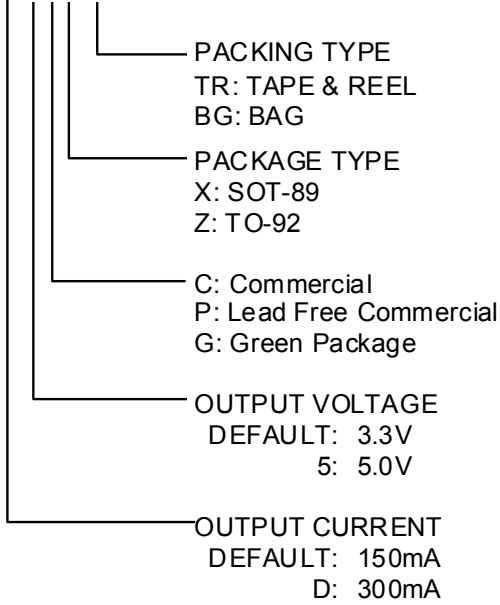 PACKING TYPE
TR: TAPE & REEL
BG: BAG
PACKAGE TYPE
X: SOT-89
Z: TO-92
C: Commercial
P: Lead Free Commercial
G: Green Package
OUTPUT VOLTAGE
DEFAULT: 3.3V
5: 5.0V
OUTPUT CURRENT
DEFAULT: 150mA
D: 300mA